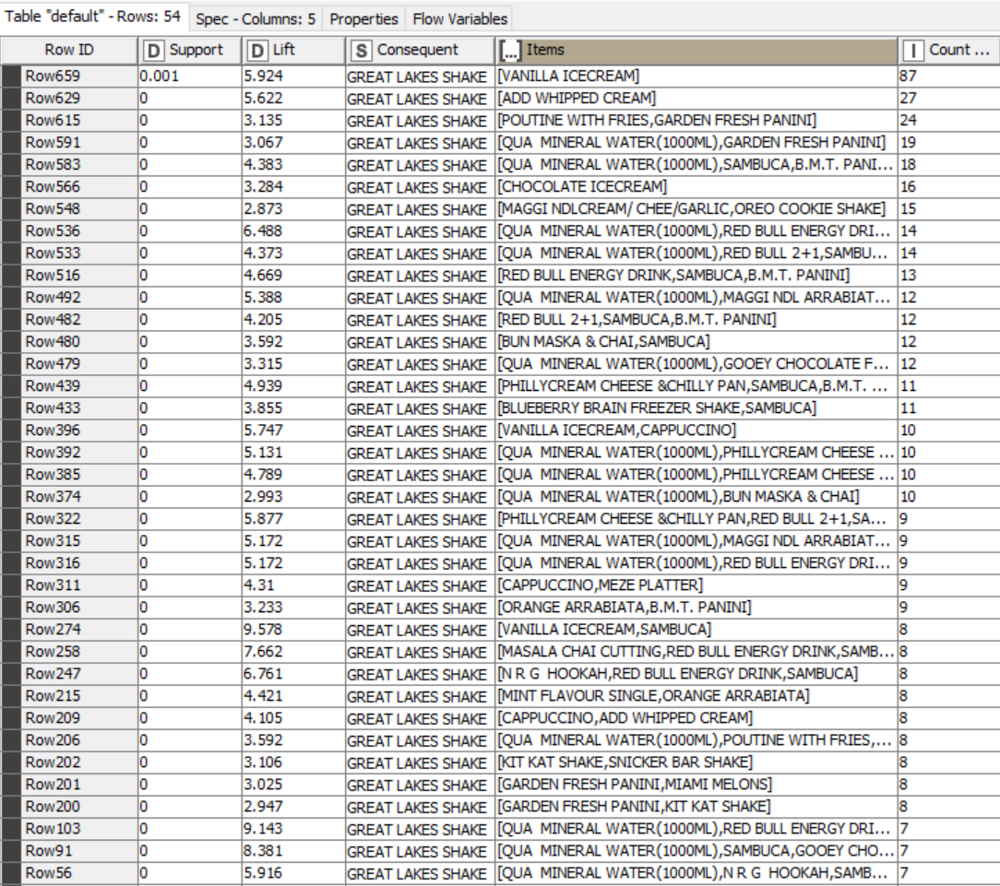 Table "default" - Rows: 54 Spec - Columns: 5 Properties Flow Variables
Row ID D Support D Lift S Consequent [...] Items I Count ...
Row659 0.001 5.924 GREAT LAKES SHAKE [VANILLA ICECREAM] 87
Row629 0 5.622 GREAT LAKES SHAKE [ADD WHIPPED CREAM] 27
Row615 0 3.135 GREAT LAKES SHAKE [POUTINE WITH FRIES,GARDEN FRESH PANINI] 24
Row591 0 3.067 GREAT LAKES SHAKE [QUA  MINERAL WATER(1000ML),GARDEN FRESH PANINI] 19
Row583 0 4.383 GREAT LAKES SHAKE [QUA  MINERAL WATER(1000ML),SAMBUCA,B.M.T. PANI... 18
Row566 0 3.284 GREAT LAKES SHAKE [CHOCOLATE ICECREAM] 16
Row548 0 2.873 GREAT LAKES SHAKE [MAGGI NDLCREAM/ CHEE/GARLIC,OREO COOKIE SHAKE] 15
Row536 0 6.488 GREAT LAKES SHAKE [QUA  MINERAL WATER(1000ML),RED BULL ENERGY DRI... 14
Row533 0 4.373 GREAT LAKES SHAKE [QUA  MINERAL WATER(1000ML),RED BULL 2+1,SAMBU... 14
Row516 0 4.669 GREAT LAKES SHAKE [RED BULL ENERGY DRINK,SAMBUCA,B.M.T. PANINI] 13
Row492 0 5.388 GREAT LAKES SHAKE [QUA  MINERAL WATER(1000ML),MAGGI NDL ARRABIAT... 12
Row482 0 4.205 GREAT LAKES SHAKE [RED BULL 2+1,SAMBUCA,B.M.T. PANINI] 12
Row480 0 3.592 GREAT LAKES SHAKE [BUN MASKA & CHAI,SAMBUCA] 12
Row479 0 3.315 GREAT LAKES SHAKE [QUA  MINERAL WATER(1000ML),GOOEY CHOCOLATE F... 12
Row439 0 4.939 GREAT LAKES SHAKE [PHILLYCREAM CHEESE &CHILLY PAN,SAMBUCA,B.M.T. ... 11
Row433 0 3.855 GREAT LAKES SHAKE [BLUEBERRY BRAIN FREEZER SHAKE,SAMBUCA] 11
Row396 0 5.747 GREAT LAKES SHAKE [VANILLA ICECREAM,CAPPUCCINO] 10
Row392 0 5.131 GREAT LAKES SHAKE [QUA  MINERAL WATER(1000ML),PHILLYCREAM CHEESE ... 10
Row385 0 4.789 GREAT LAKES SHAKE [QUA  MINERAL WATER(1000ML),PHILLYCREAM CHEESE ... 10
Row374 0 2.993 GREAT LAKES SHAKE [QUA  MINERAL WATER(1000ML),BUN MASKA & CHAI] 10
Row322 0 5.877 GREAT LAKES SHAKE [PHILLYCREAM CHEESE &CHILLY PAN,RED BULL 2+1,SA... 9
Row315 0 5.172 GREAT LAKES SHAKE [QUA  MINERAL WATER(1000ML),MAGGI NDL ARRABIAT... 9
Row316 0 5.172 GREAT LAKES SHAKE [QUA  MINERAL WATER(1000ML),RED BULL ENERGY DRI... 9
Row311 0 4.31 GREAT LAKES SHAKE [CAPPUCCINO,MEZE PLATTER] 9
Row306 0 3.233 GREAT LAKES SHAKE [ORANGE ARRABIATA,B.M.T. PANINI] 9
Row274 0 9.578 GREAT LAKES SHAKE [VANILLA ICECREAM,SAMBUCA] 8
Row258 0 7.662 GREAT LAKES SHAKE [MASALA CHAI CUTTING,RED BULL ENERGY DRINK,SAMB... 8
Row247 0 6.761 GREAT LAKES SHAKE [N R G  HOOKAH,RED BULL ENERGY DRINK,SAMBUCA] 8
Row215 0 4.421 GREAT LAKES SHAKE [MINT FLAVOUR SINGLE,ORANGE ARRABIATA] 8
Row209 0 4.105 GREAT LAKES SHAKE [CAPPUCCINO,ADD WHIPPED CREAM] 8
Row206 0 3.592 GREAT LAKES SHAKE [QUA  MINERAL WATER(1000ML),POUTINE WITH FRIES,... 8
Row202 0 3.106 GREAT LAKES SHAKE [KIT KAT SHAKE,SNICKER BAR SHAKE] 8
Row201 0 3.025 GREAT LAKES SHAKE [GARDEN FRESH PANINI,MIAMI MELONS] 8
Row200 0 2.947 GREAT LAKES SHAKE [GARDEN FRESH PANINI,KIT KAT SHAKE] 8
Row103 0 9.143 GREAT LAKES SHAKE [QUA  MINERAL WATER(1000ML),RED BULL ENERGY DRI... 7
Row91 0 8.381 GREAT LAKES SHAKE [QUA  MINERAL WATER(1000ML),SAMBUCA,GOOEY CHO... 7
Row56 0 5.916 GREAT LAKES SHAKE [QUA  MINERAL WATER(1000ML),N R G  HOOKAH,SAMB... 7